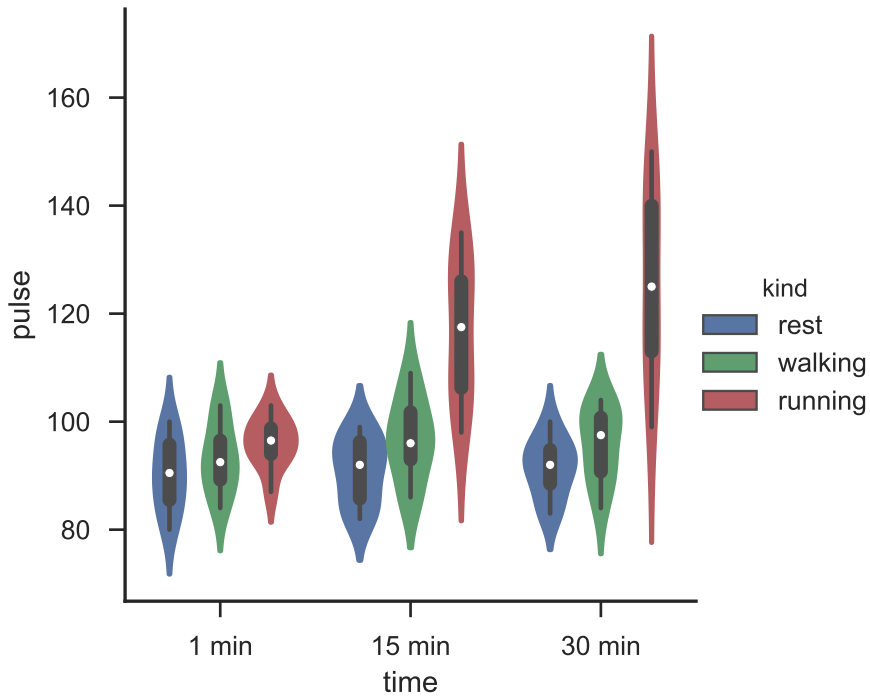 160
140
120
100
80
pulse
1 min
15 min
30 min
time
kind
rest
walking
running